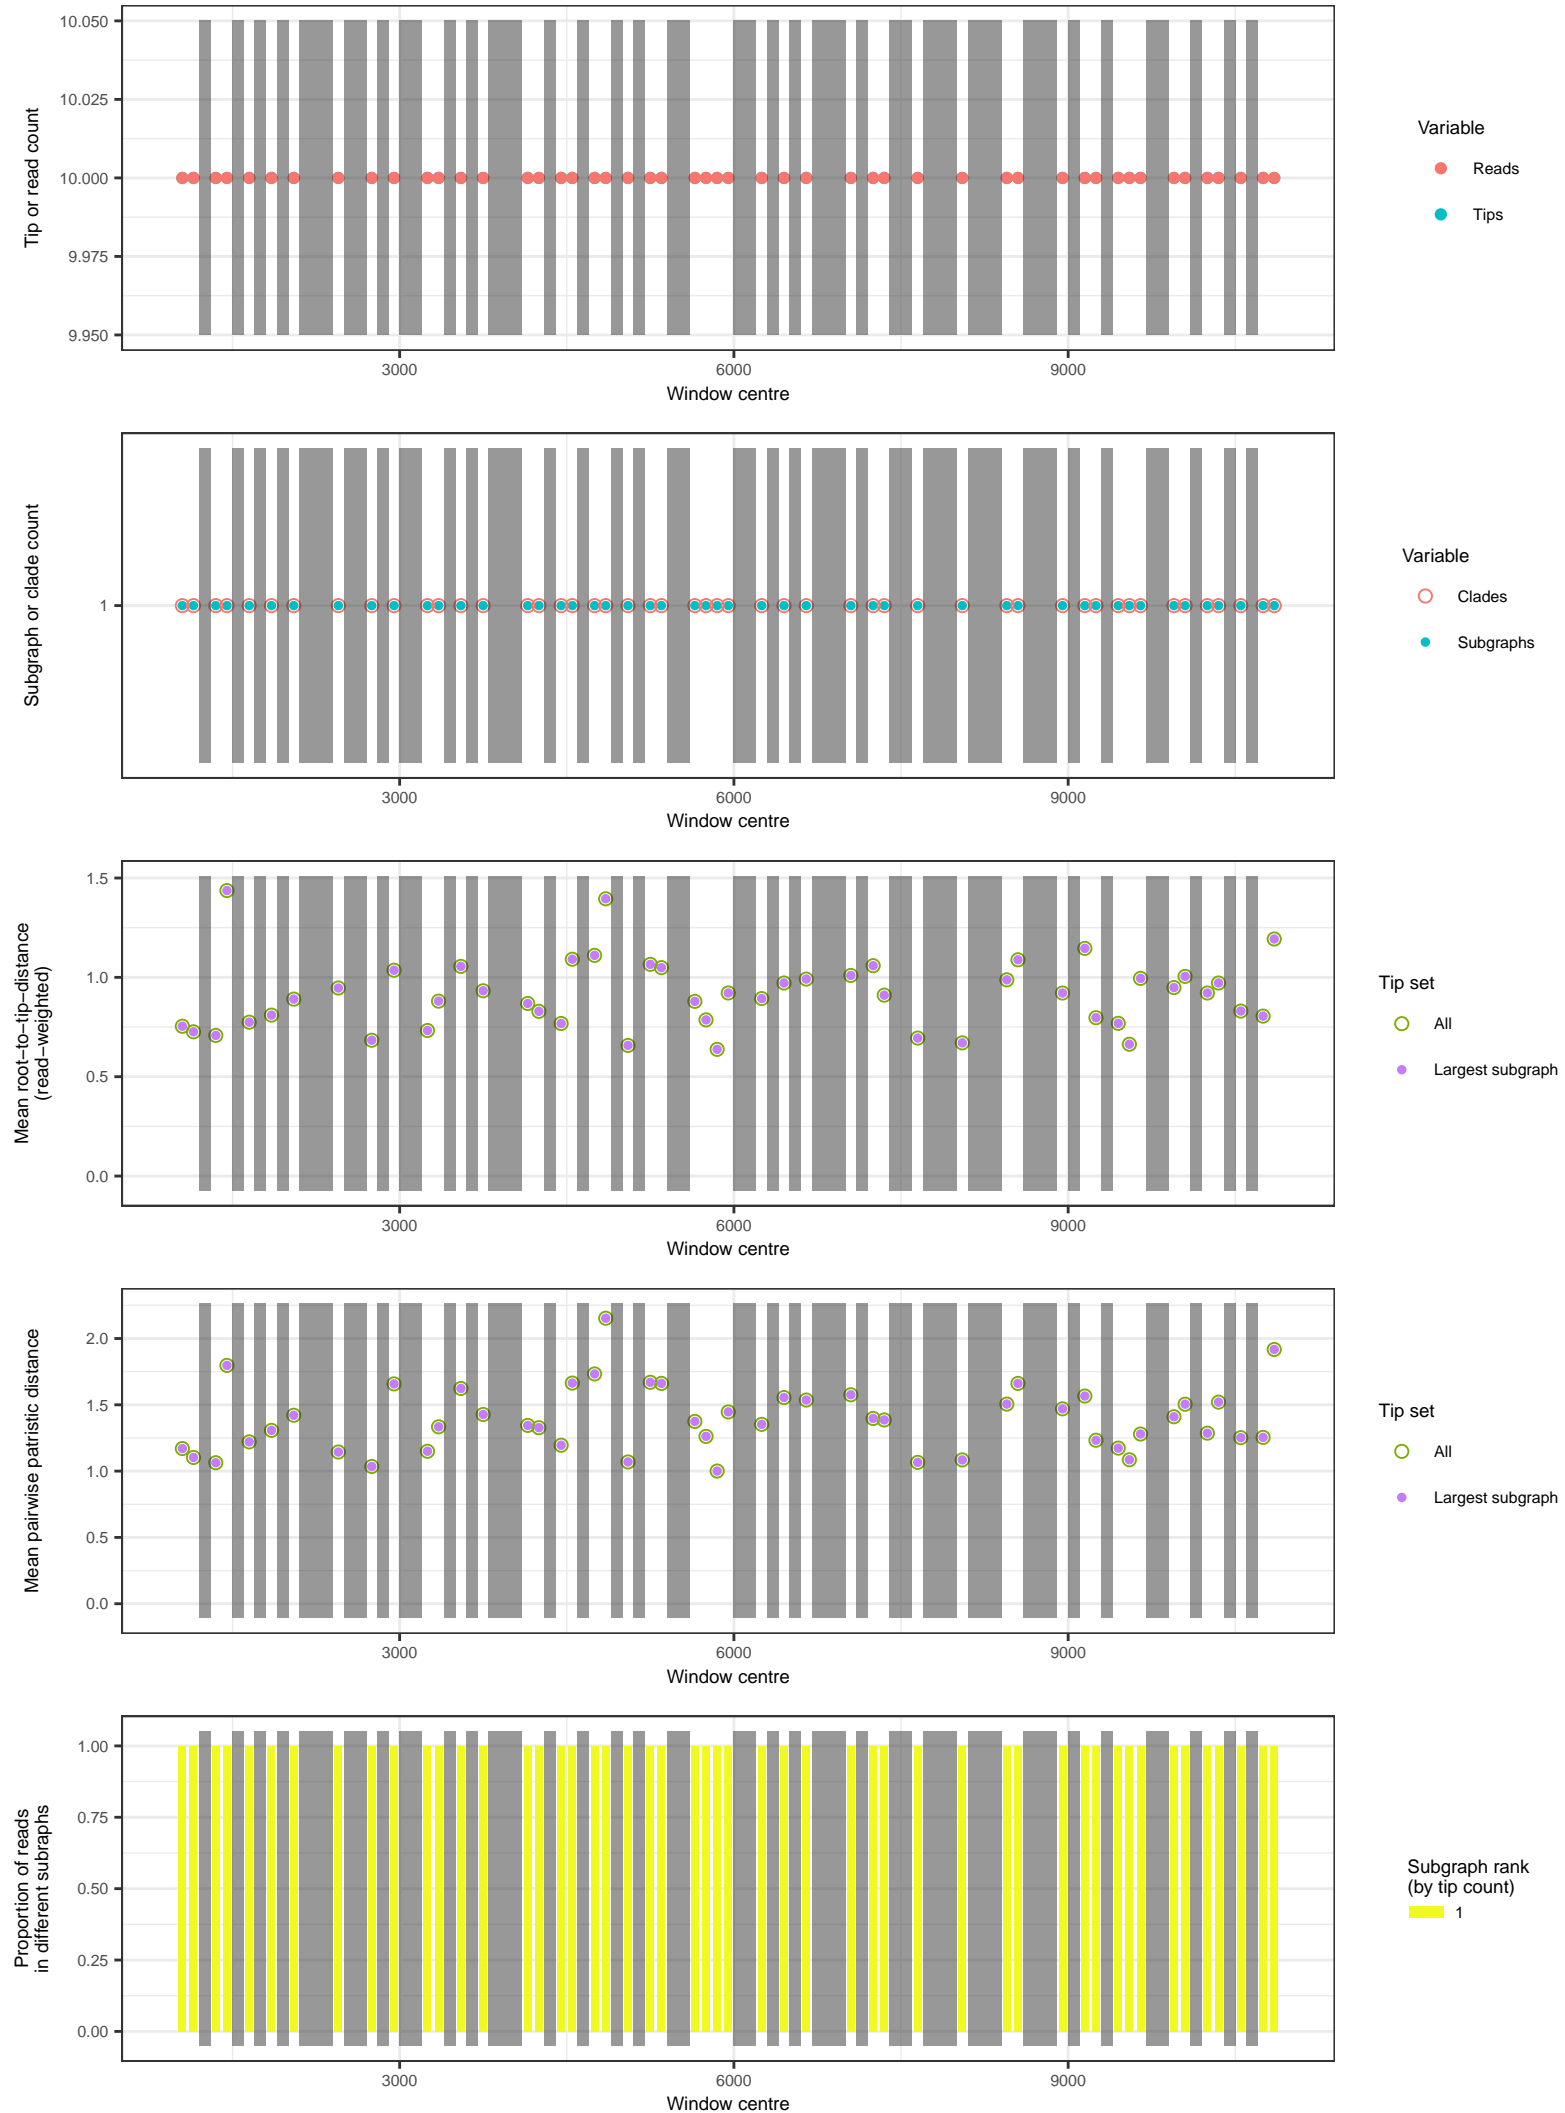 10.050
10.025
10.000
9.975
9.950
Tip or read count
3000 6000 9000
Window centre
Variable
Reads
Tips
1
Subgraph or clade count
3000 6000 9000
Window centre
Variable
Clades
Subgraphs
1.5
1.0
0.5
0.0
Mean root−to−tip−distance
(read−weighted)
3000 6000 9000
Window centre
Tip set
All
Largest subgraph
2.0
1.5
1.0
0.5
0.0
Mean pairwise patristic distance
3000 6000 9000
Window centre
Tip set
All
Largest subgraph
1.00
0.75
0.50
0.25
0.00
Proportion of reads
in different subraphs
3000 6000 9000
Window centre
Subgraph rank
(by tip count)
1